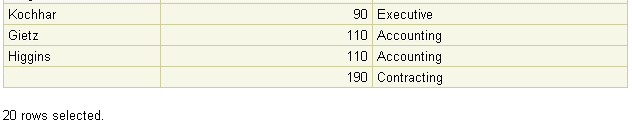 Kochhar 90 Executive
Gietz 110 Accounting
Higgins 110 Accounting
190 Contracting
20 rows selected.